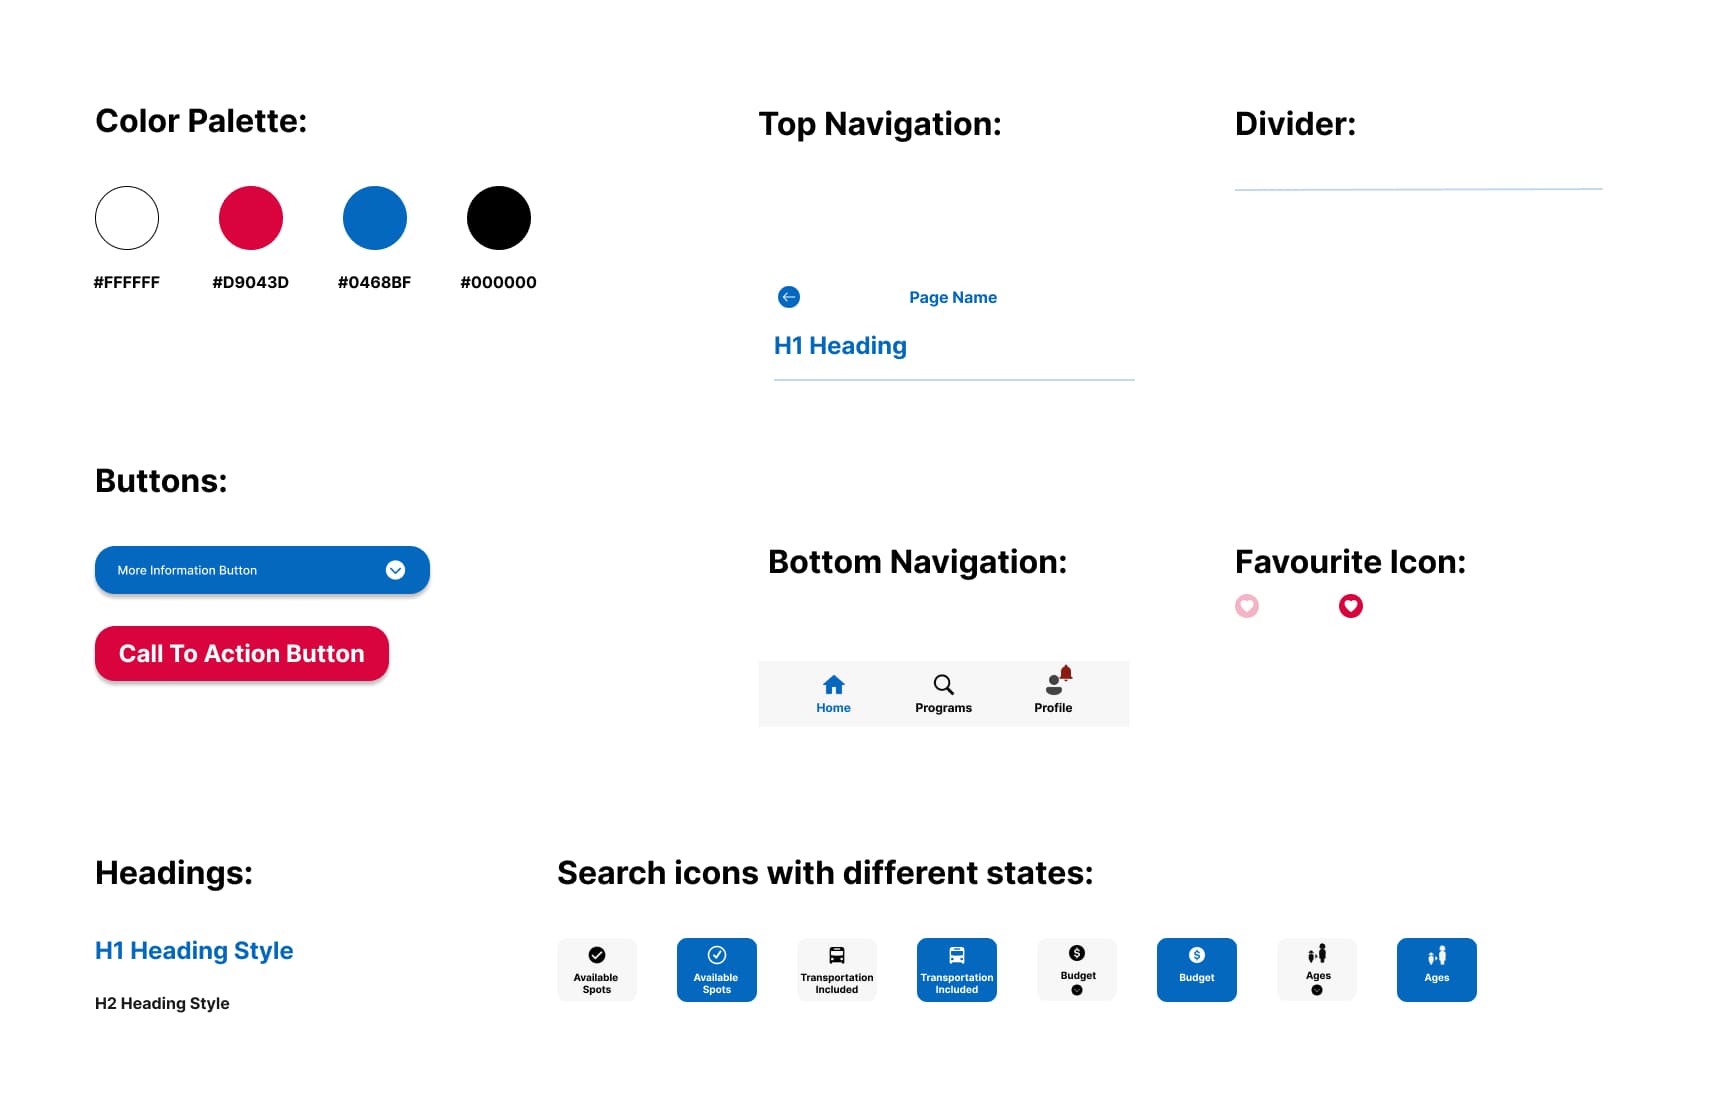 Color Palette:
#FFFFFF
#D9043D
#0468BF
#000000
Top Navigation:
Page Name
H1 Heading
Divider:
Buttons:
More Information Button
Call To Action Button
Bottom Navigation:
Home
Programs
Profile
Favourite Icon:
Headings:
H1 Heading Style
H2 Heading Style
Search icons with different states:
Available
Spots
Available
Spots
Transportation
Included
Transportation
Included
$
Budget
$
Budget
Ages
Ages